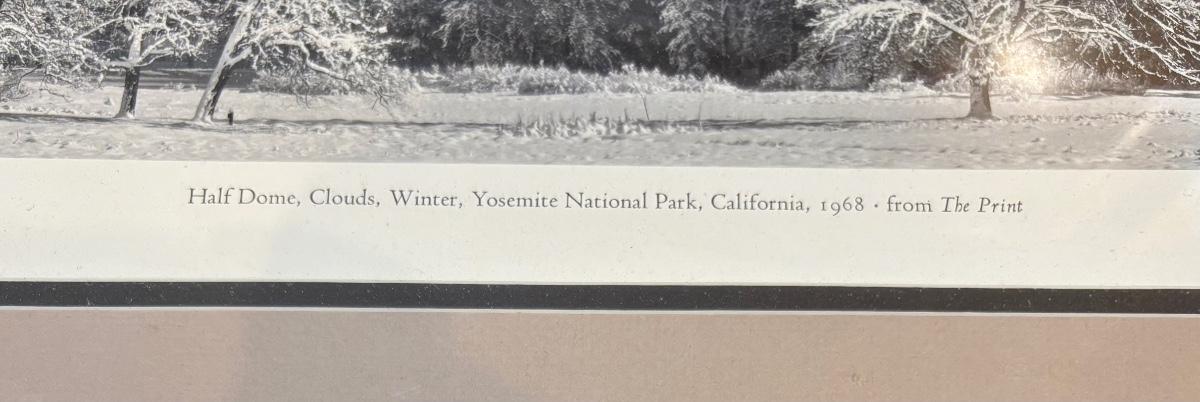 Half Dome, Clouds, Winter, Yosemite National Park, California, 1968 · from The Print